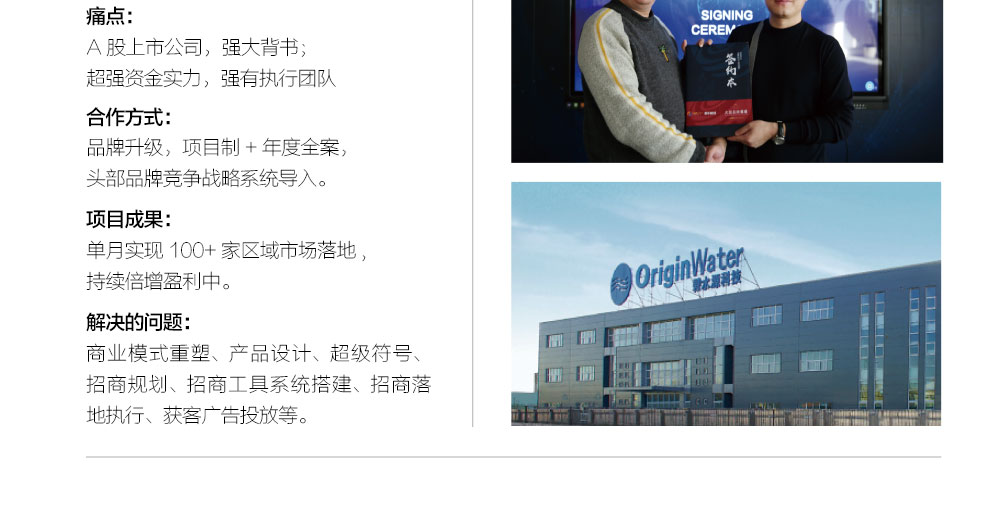 痛点：
A 股上市公司，强大背书；
超强资金实力，强有执行团队
合作方式：
品牌升级，项目制 + 年度全案，
头部品牌竞争战略系统导入。
项目成果：
单月实现 100+ 家区域市场落地，
持续倍增盈利中。
解决的问题：
商业模式重塑、产品设计、超级符号、
招商规划、招商工具系统搭建、招商落
地执行、获客广告投放等。
SIGNING
签约本
OriginWater
碧水源科技